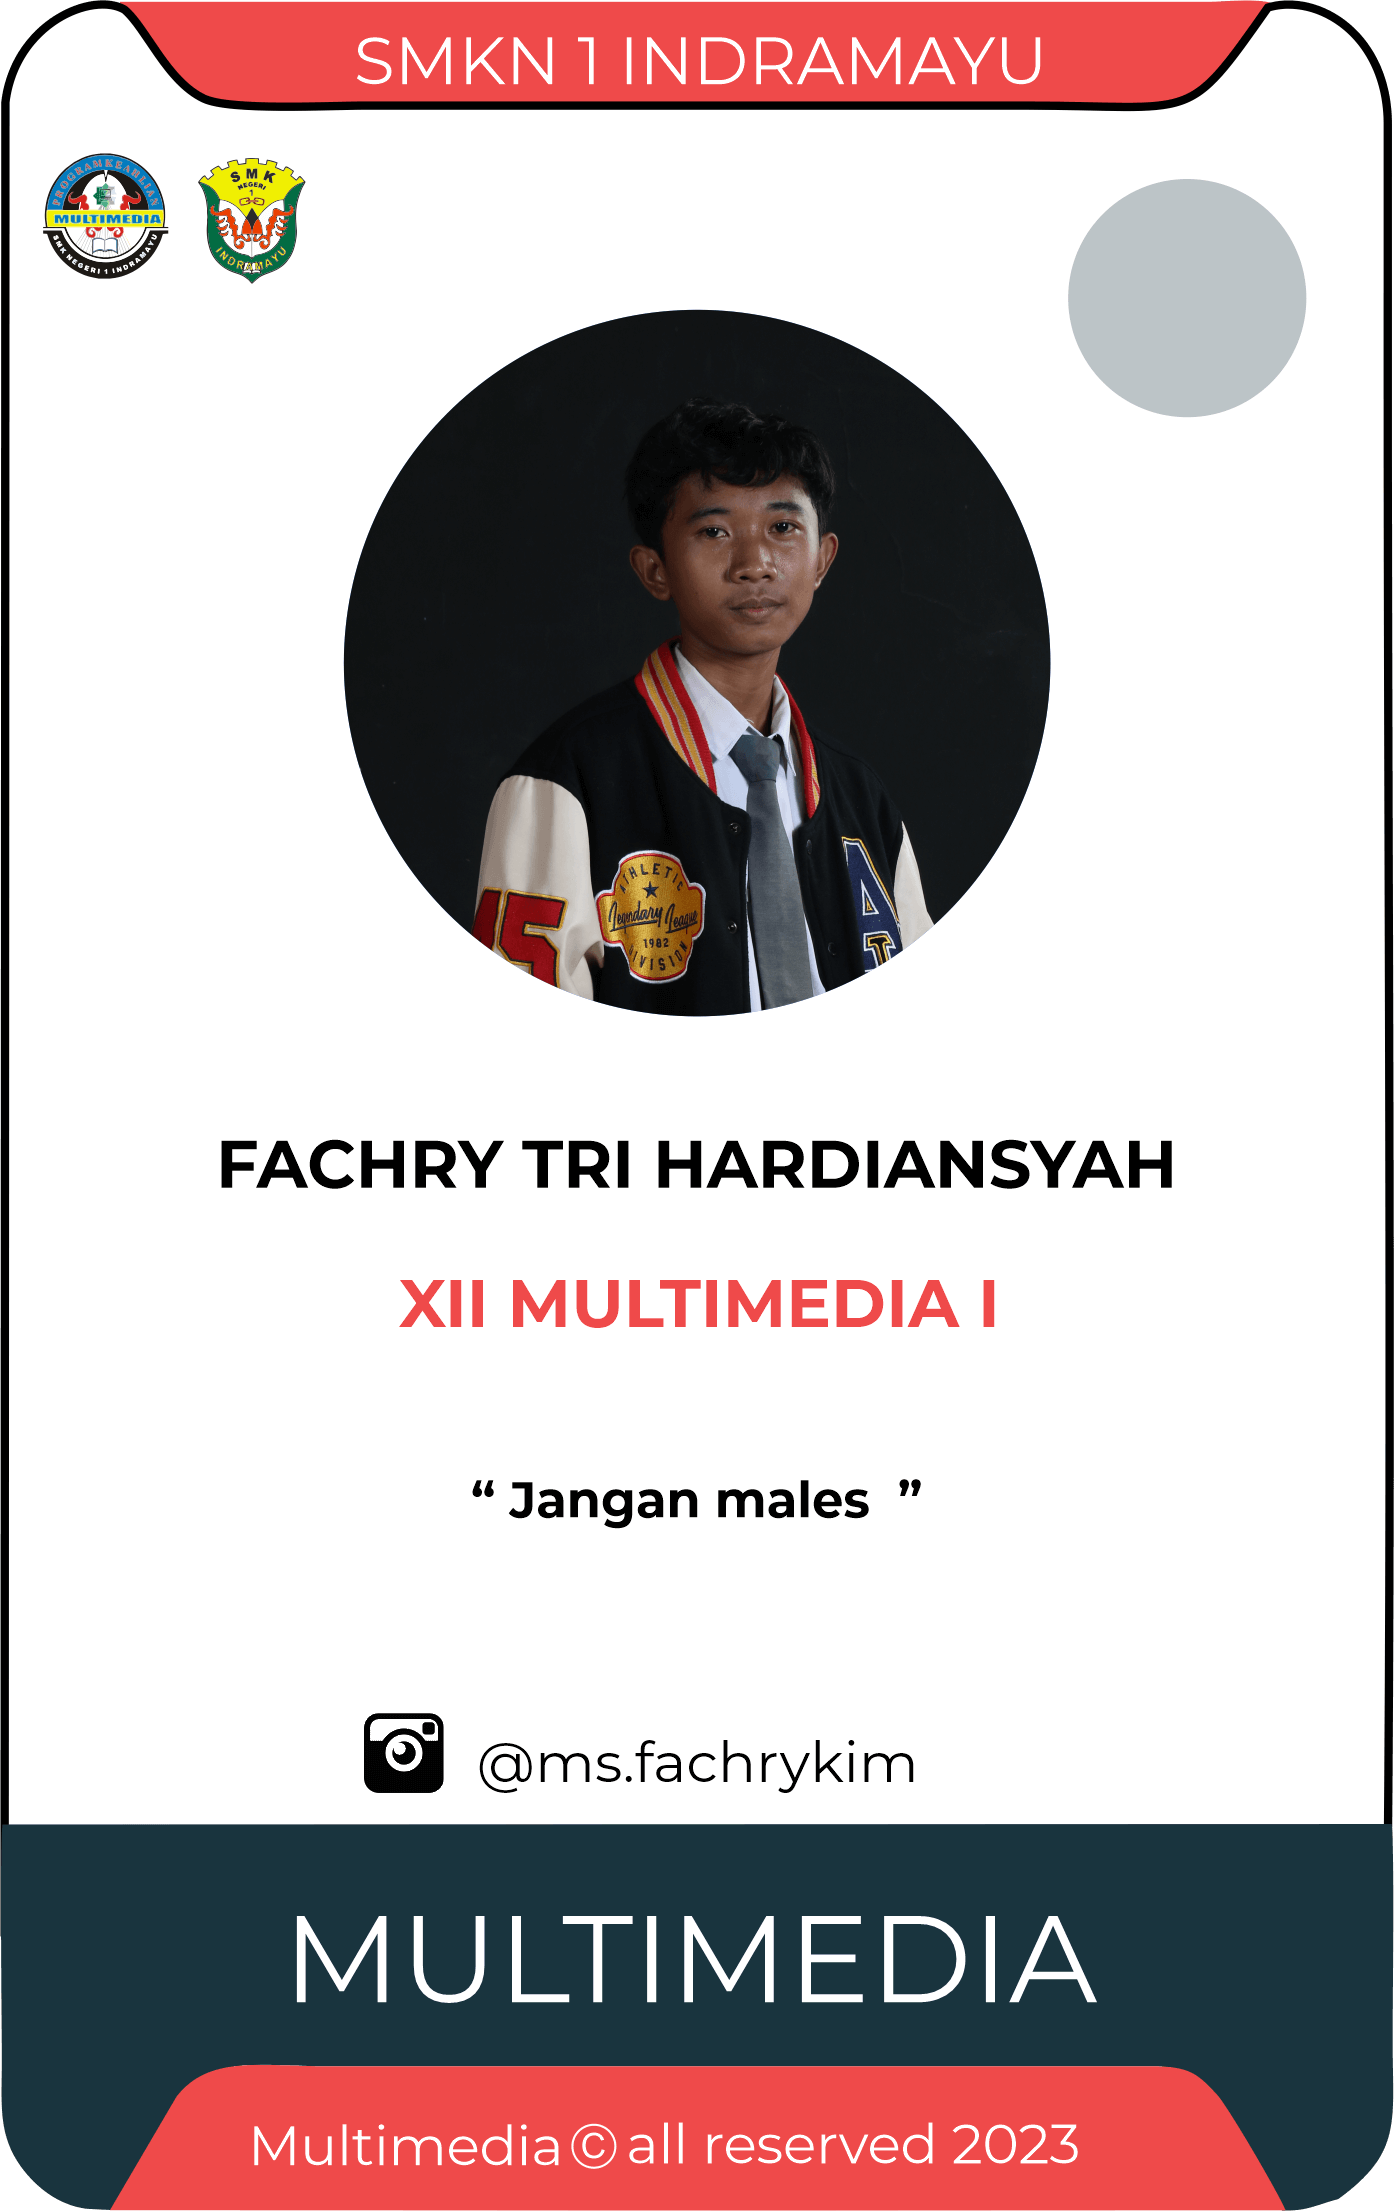 SMKN 1 INDRAMAYU
PROGRAM KEAHLIAN
MULTIMEDIA
SMK NEGERI 1 INDRAMAYU
SMK
NEGERI
1
INDRAMAYU
ATHLETIC
Legendary League
1982
DIVISION
15
A
FACHRY TRI HARDIANSYAH
XII MULTIMEDIA I
“ Jangan males ”
@ms.fachrykim
MULTIMEDIA
Multimedia © all reserved 2023